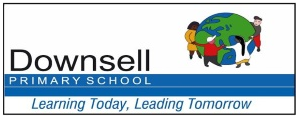 Downsell
PRIMARY SCHOOL
Learning Today, Leading Tomorrow